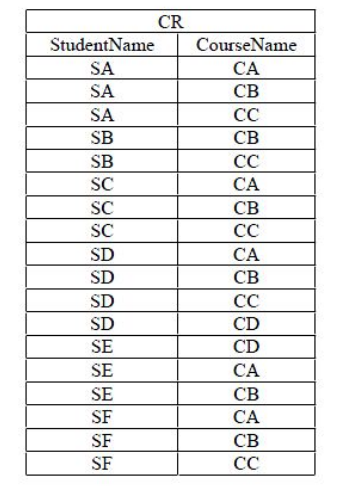 CR
StudentName CourseName
SA CA
SA CB
SA CC
SB CB
SB CC
SC CA
SC CB
SC CC
SD CA
SD CB
SD CC
SD CD
SE CD
SE CA
SE CB
SF CA
SF CB
SF CC